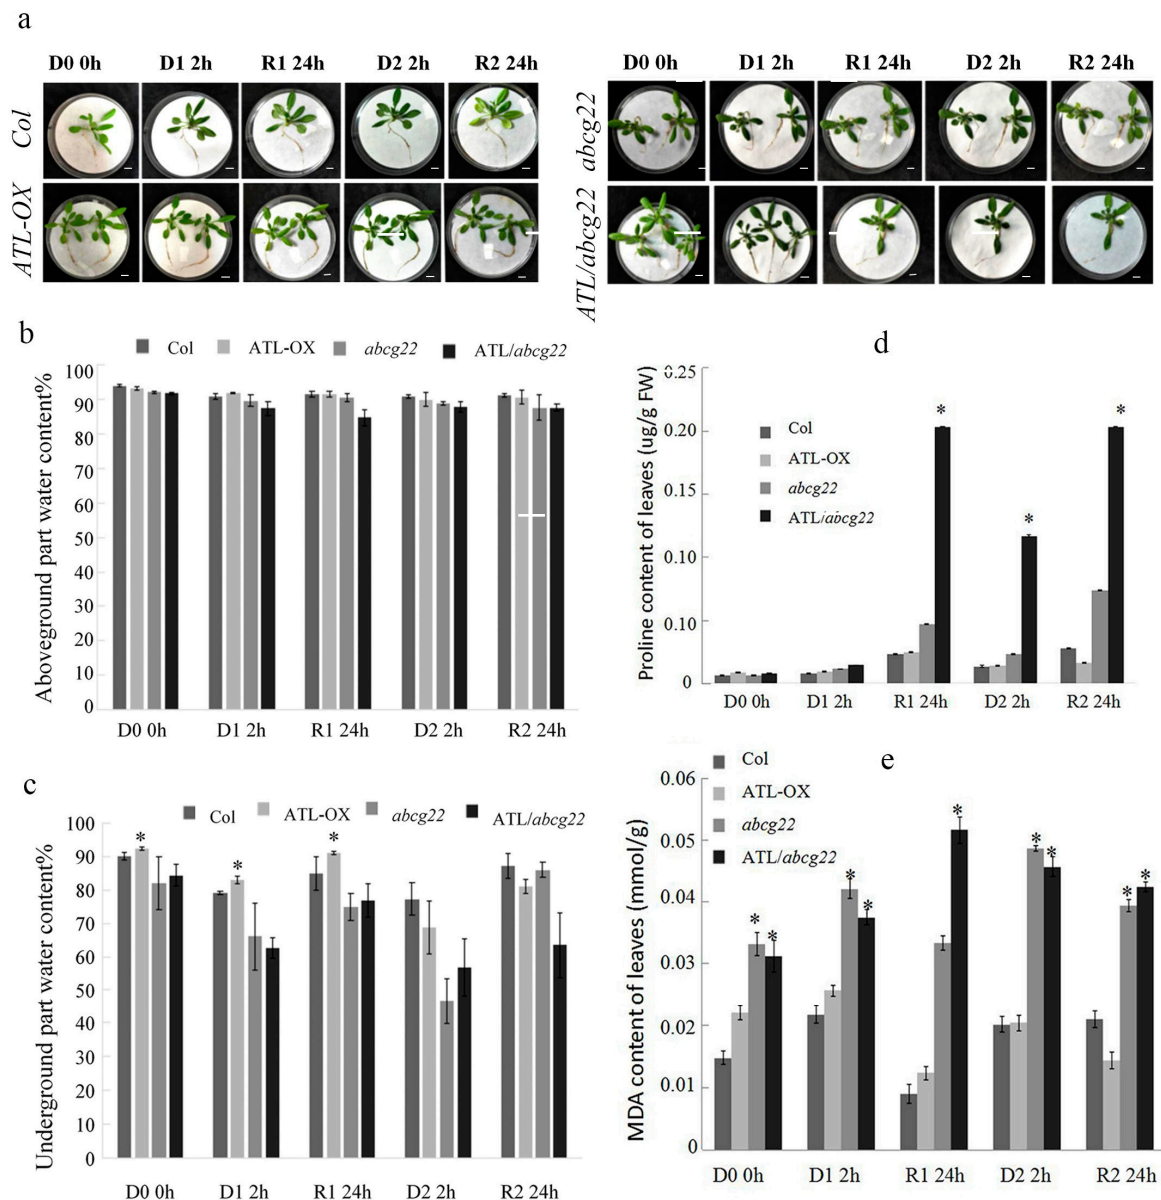 a
D0 0h D1 2h R1 24h D2 2h R2 24h
Col
ATL-OX
D0 0h D1 2h R1 24h D2 2h R2 24h
abcg22
ATL/abcg22
b
Col ATL-OX abcg22 ATL/abcg22
Aboveground part water content%
100
90
80
70
60
50
40
30
20
10
0
D0 0h D1 2h R1 24h D2 2h R2 24h
c
Col ATL-OX abcg22 ATL/abcg22
Underground part water content%
100
90
80
70
60
50
40
30
20
10
0
* * *
D0 0h D1 2h R1 24h D2 2h R2 24h
d
Proline content of leaves (ug/g FW)
0.25
0.20
0.15
0.10
0.10
0
Col
ATL-OX
abcg22
ATL/abcg22
* * *
D0 0h D1 2h R1 24h D2 2h R2 24h
e
Col
ATL-OX
abcg22
ATL/abcg22
MDA content of leaves (mmol/g)
0.06
0.05
0.04
0.03
0.02
0.01
0
* * * * * * * * *
D0 0h D1 2h R1 24h D2 2h R2 24h